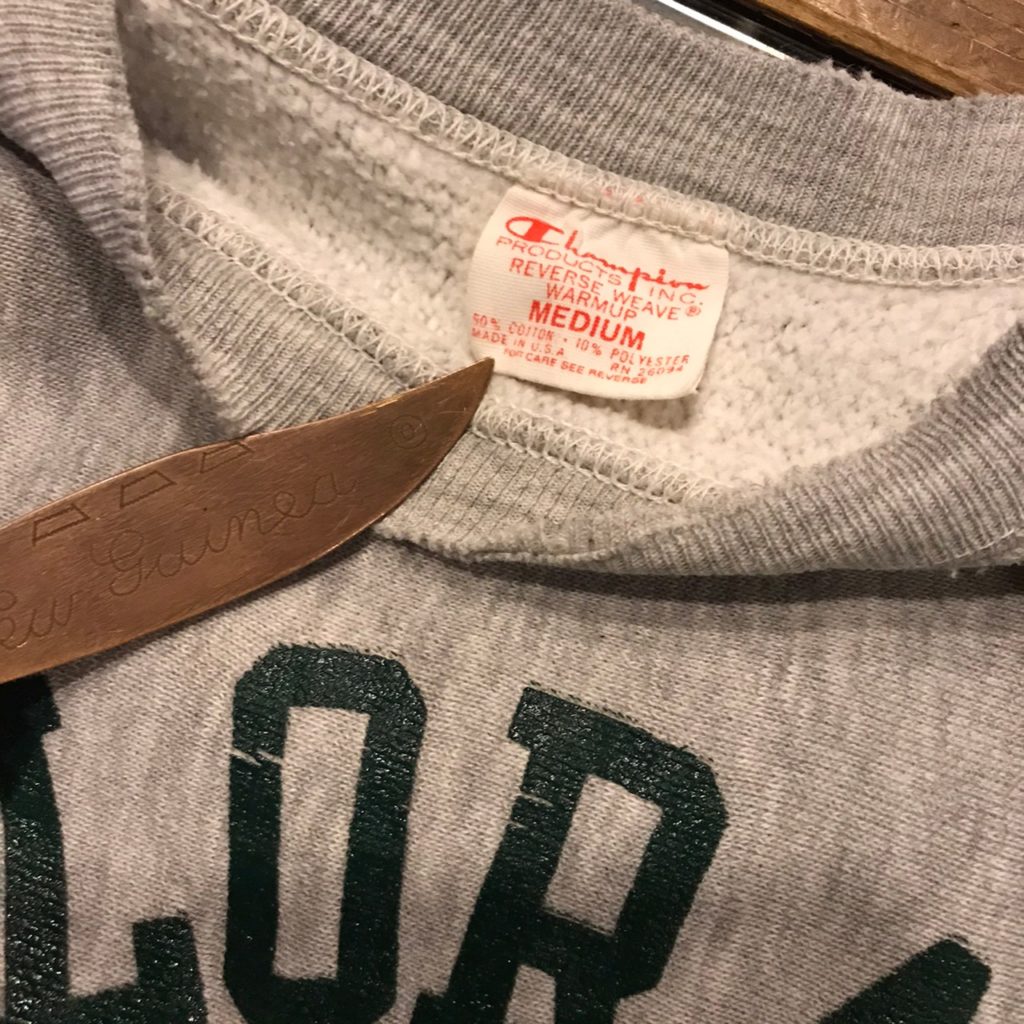 Champion
PRODUCTS INC.
REVERSE WEAVE®
WARMUP
MEDIUM
90% COTTON · 10% POLYESTER
MADE IN U.S.A RN 26094
FOR CARE SEE REVERSE
Guinea
LOR